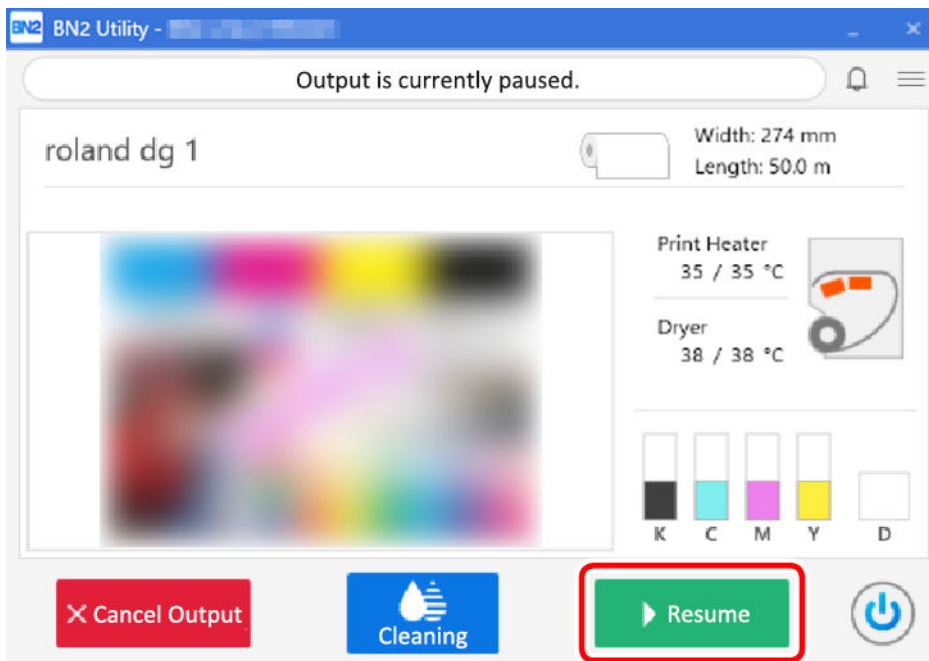 BN2 BN2 Utility -
Output is currently paused.
roland dg 1
Width: 274 mm
Length: 50.0 m
Print Heater
35 / 35 °C
Dryer
38 / 38 °C
K C M Y D
Cancel Output
Cleaning
Resume